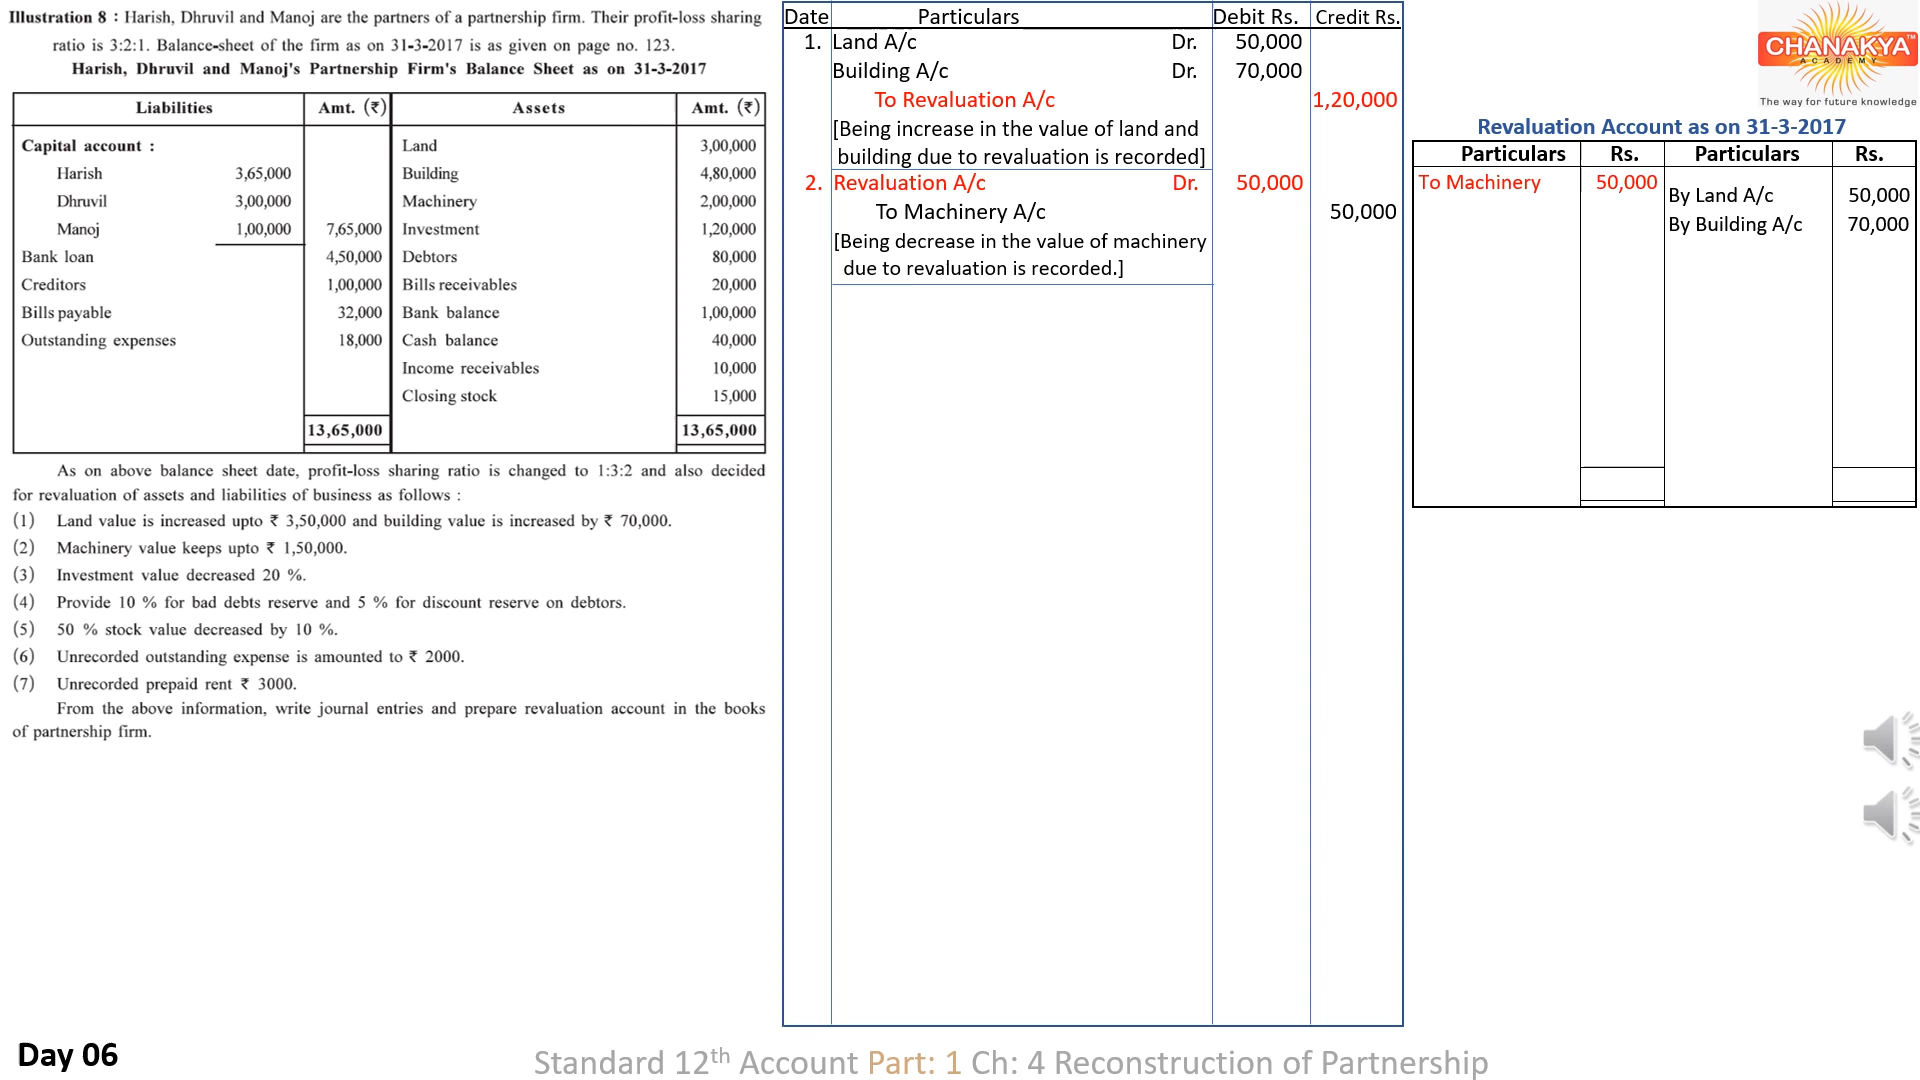 Illustration 8 : Harish, Dhruvil and Manoj are the partners of a partnership firm. Their profit-loss sharing
ratio is 3:2:1. Balance-sheet of the firm as on 31-3-2017 is as given on page no. 123.
Harish, Dhruvil and Manoj's Partnership Firm's Balance Sheet as on 31-3-2017
Liabilities Amt. (₹) Assets Amt. (₹)
Capital account : Land 3,00,000
Harish 3,65,000 Building 4,80,000
Dhruvil 3,00,000 Machinery 2,00,000
Manoj 1,00,000 7,65,000 Investment 1,20,000
Bank loan 4,50,000 Debtors 80,000
Creditors 1,00,000 Bills receivables 20,000
Bills payable 32,000 Bank balance 1,00,000
Outstanding expenses 18,000 Cash balance 40,000
Income receivables 10,000
Closing stock 15,000
13,65,000 13,65,000
As on above balance sheet date, profit-loss sharing ratio is changed to 1:3:2 and also decided
for revaluation of assets and liabilities of business as follows :
(1) Land value is increased upto ₹ 3,50,000 and building value is increased by ₹ 70,000.
(2) Machinery value keeps upto ₹ 1,50,000.
(3) Investment value decreased 20 %.
(4) Provide 10 % for bad debts reserve and 5 % for discount reserve on debtors.
(5) 50 % stock value decreased by 10 %.
(6) Unrecorded outstanding expense is amounted to ₹ 2000.
(7) Unrecorded prepaid rent ₹ 3000.
From the above information, write journal entries and prepare revaluation account in the books
of partnership firm.
Date Particulars Debit Rs. Credit Rs.
1. Land A/c Dr. 50,000
Building A/c Dr. 70,000
To Revaluation A/c 1,20,000
[Being increase in the value of land and
building due to revaluation is recorded]
2. Revaluation A/c Dr. 50,000
To Machinery A/c 50,000
[Being decrease in the value of machinery
due to revaluation is recorded.]
CHANAKYA TM
ACADEMY
The way for future knowledge
Revaluation Account as on 31-3-2017
Particulars Rs. Particulars Rs.
To Machinery 50,000 By Land A/c 50,000
By Building A/c 70,000
Day 06
Standard 12th Account Part: 1 Ch: 4 Reconstruction of Partnership